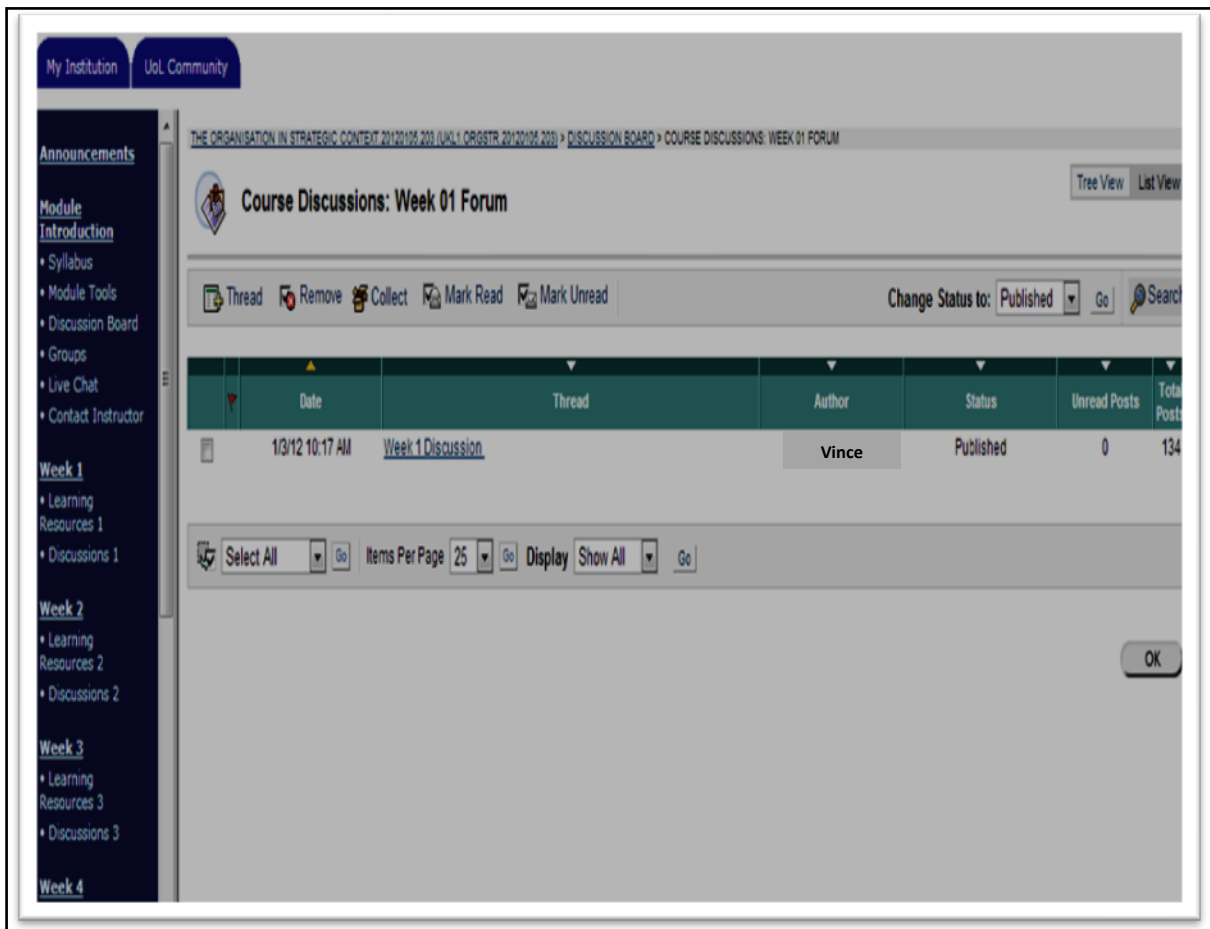 My Institution
UoL Community
Announcements
Module
Introduction
• Syllabus
• Module Tools
• Discussion Board
• Groups
• Live Chat
• Contact Instructor
Week 1
• Learning
Resources 1
• Discussions 1
Week 2
• Learning
Resources 2
• Discussions 2
Week 3
• Learning
Resources 3
• Discussions 3
Week 4
THE ORGANISATION IN STRATEGIC CONTEXT 20120105.203 (UKL1.ORGSTR.20120105.203) > DISCUSSION BOARD > COURSE DISCUSSIONS: WEEK 01 FORUM
Course Discussions: Week 01 Forum
Tree View List View
Thread Remove Collect Mark Read Mark Unread Change Status to: Published Go Search
Date Thread Author Status Unread Posts Total Posts
1/3/12 10:17 AM Week 1 Discussion Vince Published 0 134
Select All Go Items Per Page 25 Go Display Show All Go
OK